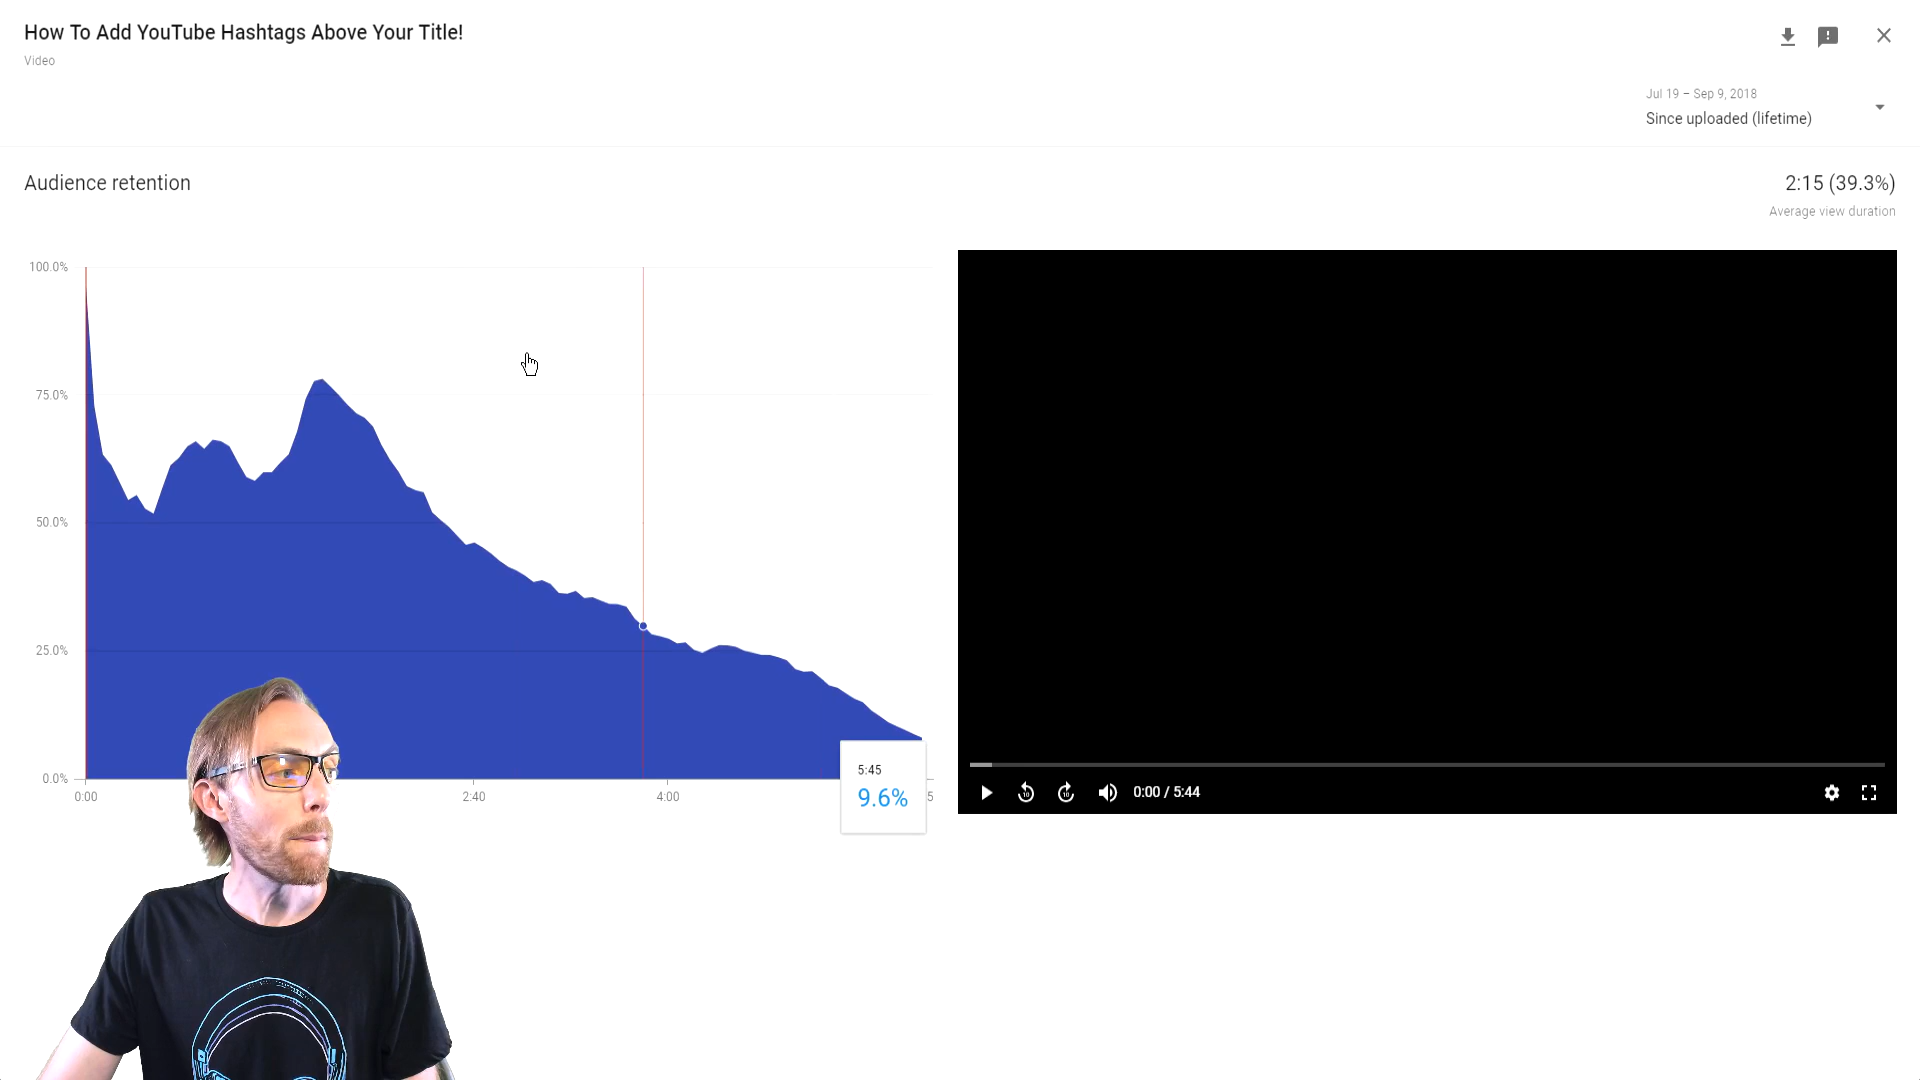 How To Add YouTube Hashtags Above Your Title!
Video
Jul 19 – Sep 9, 2018
Since uploaded (lifetime)
Audience retention
2:15 (39.3%)
Average view duration
100.0%
75.0%
50.0%
25.0%
0.0%
0:00
2:40
4:00
5
5:45
9.6%
10
10
0:00 / 5:44